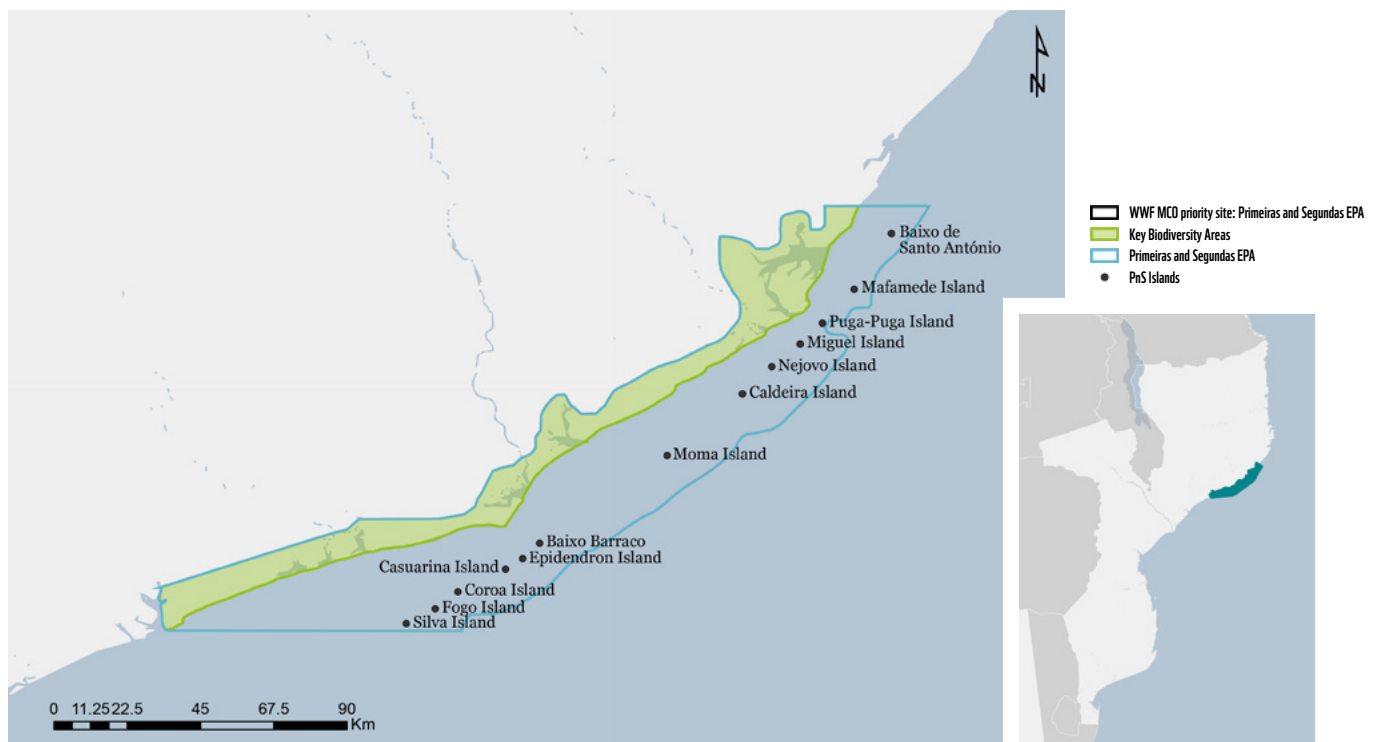 N
WWF MCO priority site: Primeiras and Segundas EPA
Key Biodiversity Areas
Primeiras and Segundas EPA
PnS Islands
Baixo de
Santo António
Mafamede Island
Puga-Puga Island
Miguel Island
Nejovo Island
Caldeira Island
Moma Island
Baixo Barraco
Epidendron Island
Casuarina Island
Coroa Island
Fogo Island
Silva Island
0 11.25 22.5 45 67.5 90
Km